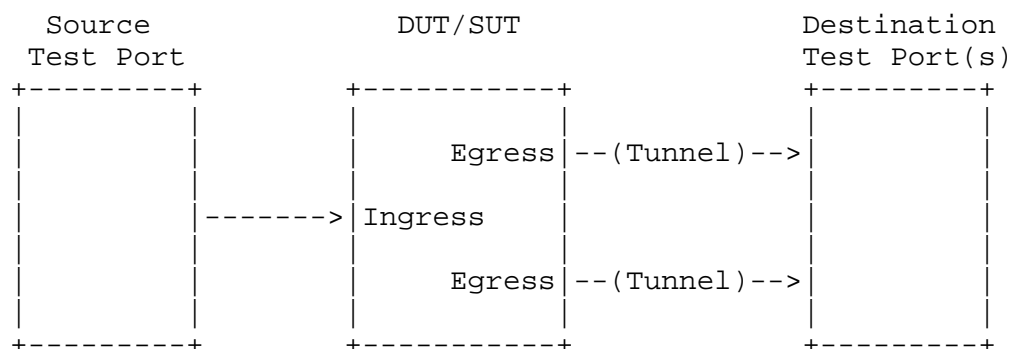 Source DUT/SUT Destination
Test Port Test Port(s)
+---------+ +-----------+ +---------+
| | | | | |
| | | Egress|--(Tunnel)-->| |
| | | | | |
| |------->|Ingress | | |
| | | | | |
| | | Egress|--(Tunnel)-->| |
| | | | | |
+---------+ +-----------+ +---------+